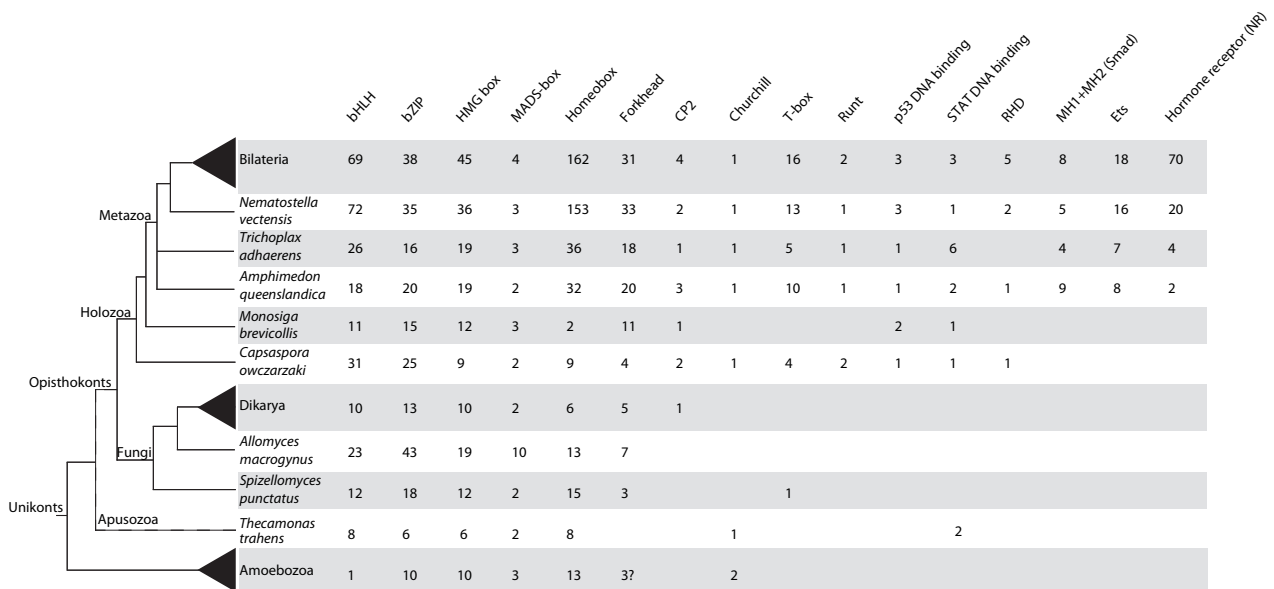 bHLH bZIP HMG box MADS-box Homeobox Forkhead CP2 Churchill T-box Runt p53 DNA binding STAT DNA binding RHD MH1+MH2 (Smad) Ets Hormone receptor (NR)
Bilateria 69 38 45 4 162 31 4 1 16 2 3 3 5 8 18 70
Metazoa
Nematostella
vectensis 72 35 36 3 153 33 2 1 13 1 3 1 2 5 16 20
Trichoplax
adhaerens 26 16 19 3 36 18 1 1 5 1 1 6 4 7 4
Amphimedon
queenslandica 18 20 19 2 32 20 3 1 10 1 1 2 1 9 8 2
Holozoa
Monosiga
brevicollis 11 15 12 3 2 11 1 2 1
Capsaspora
owczarzaki 31 25 9 2 9 4 2 1 4 2 1 1 1
Opisthokonts
Dikarya 10 13 10 2 6 5 1
Fungi
Allomyces
macrogynus 23 43 19 10 13 7
Spizellomyces
punctatus 12 18 12 2 15 3 1
Unikonts
Apusozoa
Thecamonas
trahens 8 6 6 2 8 1 2
Amoebozoa 1 10 10 3 13 3? 2